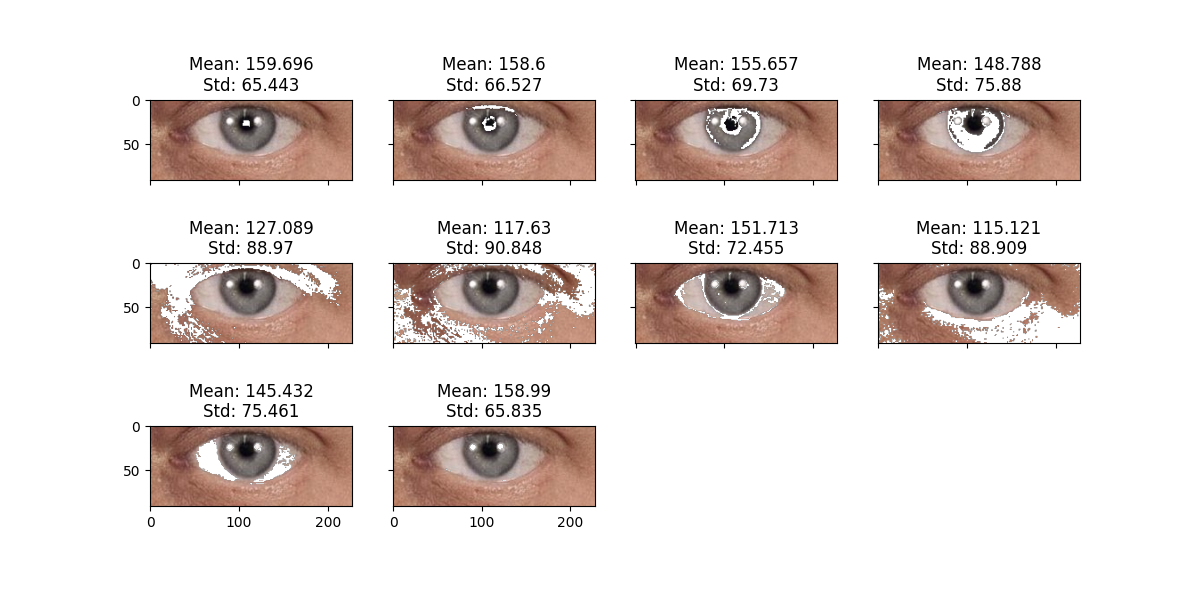 Mean: 159.696
Std: 65.443
Mean: 158.6
Std: 66.527
Mean: 155.657
Std: 69.73
Mean: 148.788
Std: 75.88
0
50
Mean: 127.089
Std: 88.97
Mean: 117.63
Std: 90.848
Mean: 151.713
Std: 72.455
Mean: 115.121
Std: 88.909
0
50
Mean: 145.432
Std: 75.461
Mean: 158.99
Std: 65.835
0
50
0 100 200
0 100 200